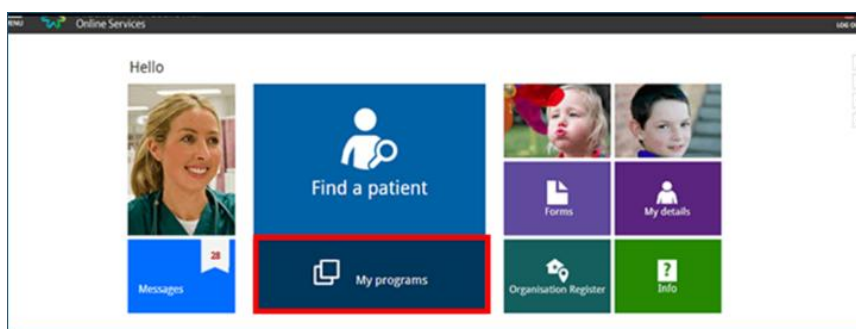 MENU
Online Services
LOG O
Hello
Find a patient
Forms
My details
28
Messages
My programs
Organisation Register
?
Info